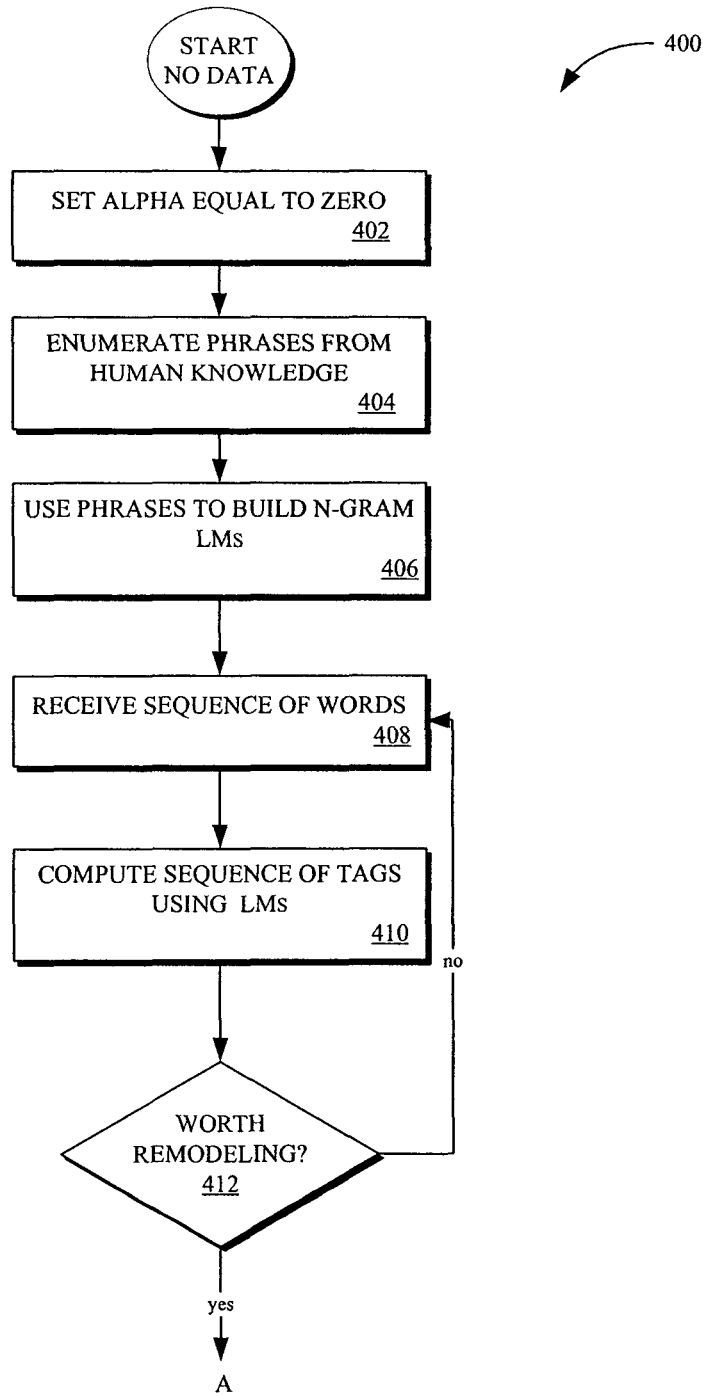 START
NO DATA
400
SET ALPHA EQUAL TO ZERO
402
ENUMERATE PHRASES FROM
HUMAN KNOWLEDGE
404
USE PHRASES TO BUILD N-GRAM
LMs
406
RECEIVE SEQUENCE OF WORDS
408
COMPUTE SEQUENCE OF TAGS
USING LMs
410
no
WORTH
REMODELING?
412
yes
A